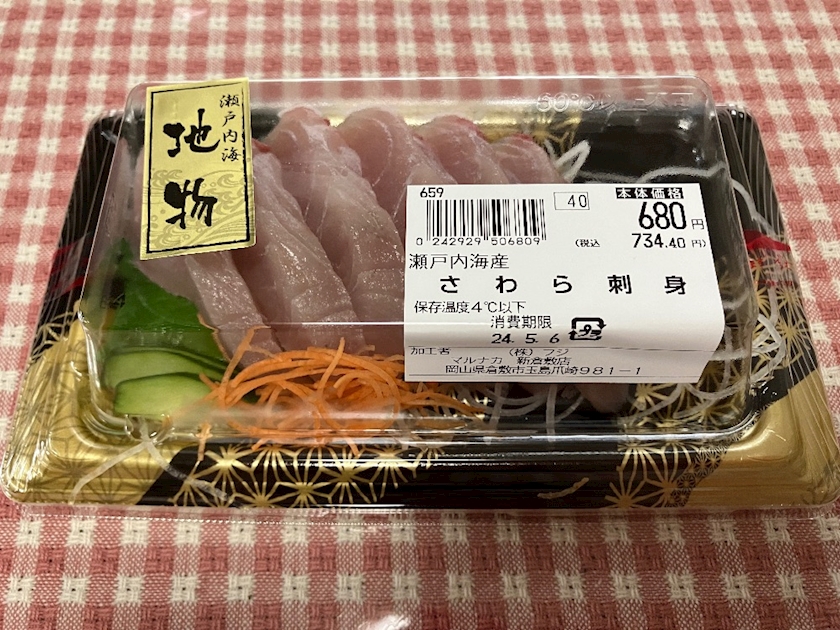 瀬戸内海
地物
659
40
本体価格
680円
0 242929 506809
(税込 734.40円)
瀬戸内海産
さわら刺身
保存温度4℃以下
消費期限
24.5.6
加工者 (株)フジ
マルナカ 新倉敷店
岡山県倉敷市玉島爪崎981-1